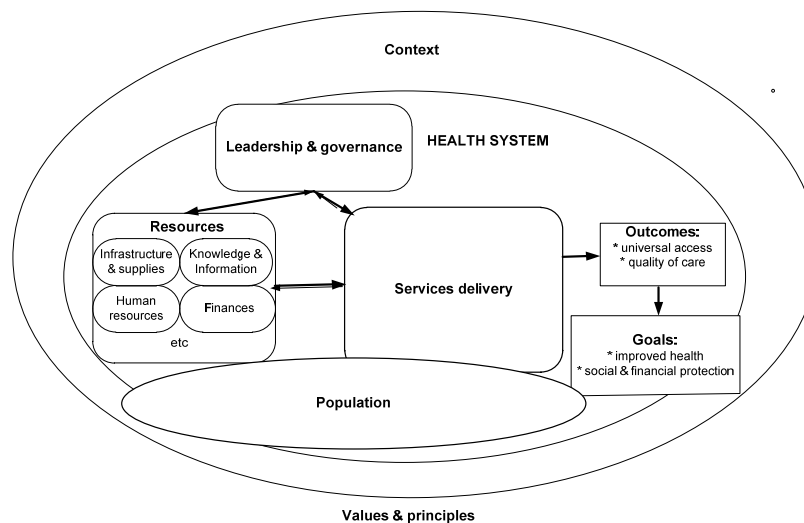 Context
Leadership & governance
HEALTH SYSTEM
Resources
Infrastructure
& supplies
Knowledge &
Information
Human
resources
Finances
etc
Services delivery
Outcomes:
* universal access
* quality of care
Goals:
* improved health
* social & financial protection
Population
Values & principles